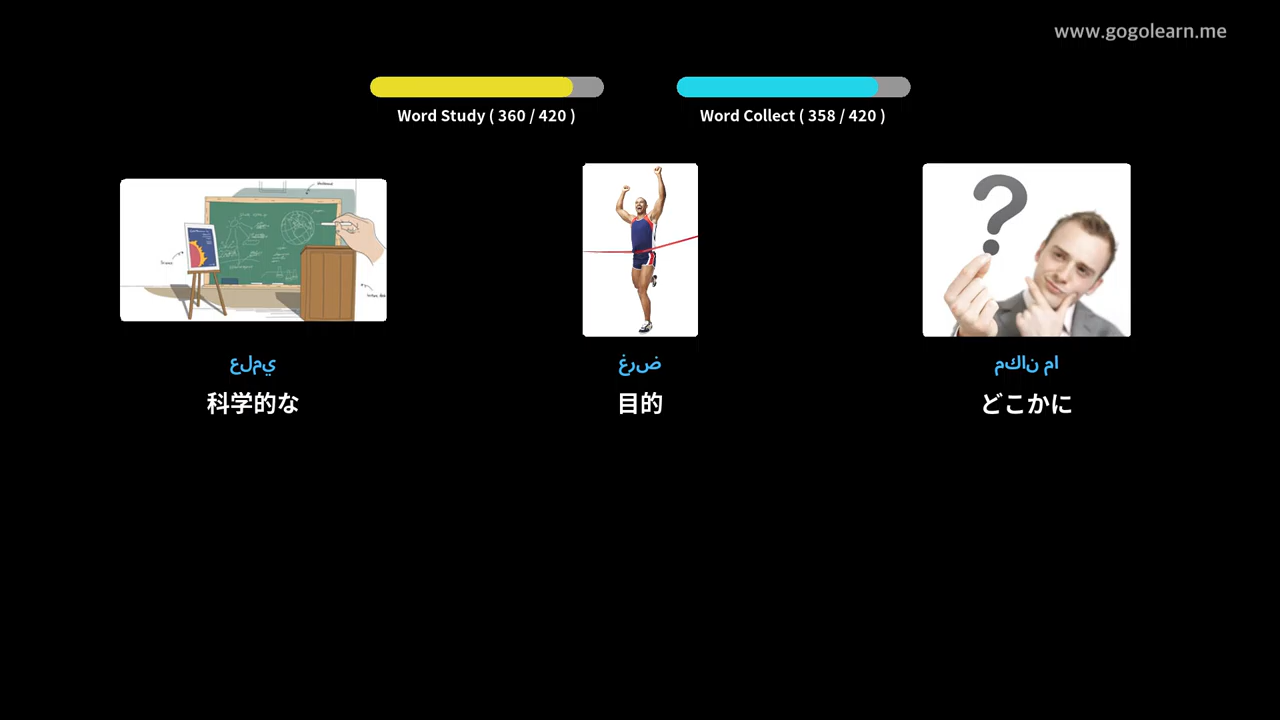 www.gogolearn.me
Word Study ( 360 / 420 )
Word Collect ( 358 / 420 )
علمي
科学的な
غرض
目的
مكان ما
どこかに